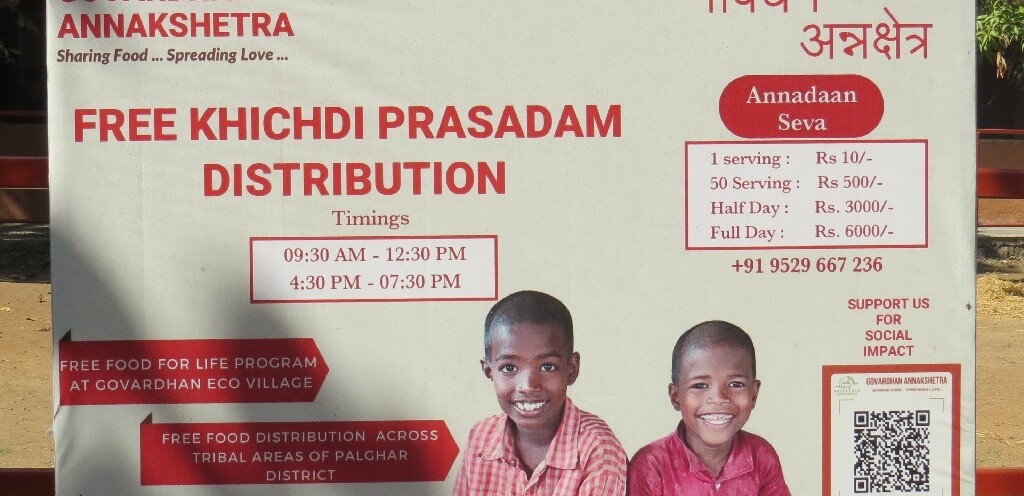 ANNAKSHETRA
Sharing Food ... Spreading Love ...
अन्नक्षेत्र
FREE KHICHDI PRASADAM
DISTRIBUTION
Timings
09:30 AM - 12:30 PM
4:30 PM - 07:30 PM
Annadaan
Seva
1 serving : Rs 10/-
50 Serving : Rs 500/-
Half Day : Rs. 3000/-
Full Day : Rs. 6000/-
+91 9529 667 236
SUPPORT US
FOR
SOCIAL
IMPACT
FREE FOOD FOR LIFE PROGRAM
AT GOVARDHAN ECO VILLAGE
FREE FOOD DISTRIBUTION ACROSS
TRIBAL AREAS OF PALGHAR
DISTRICT
GOVARDHAN ANNAKSHETRA